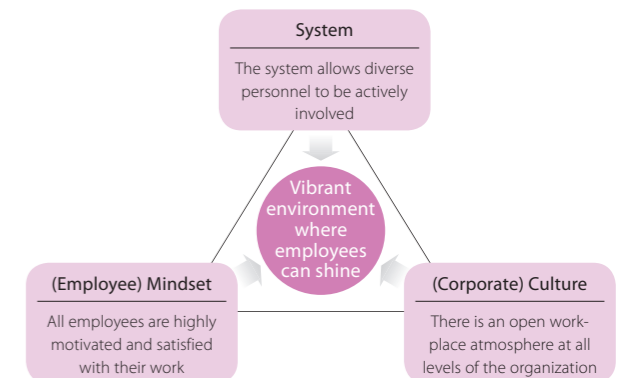 System
The system allows diverse
personnel to be actively
involved
Vibrant
environment
where
employees
can shine
(Employee) Mindset
All employees are highly
motivated and satisfied
with their work
(Corporate) Culture
There is an open work-
place atmosphere at all
levels of the organization